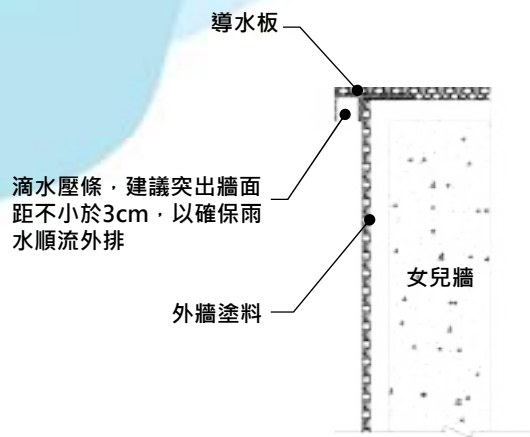 導水板
滴水壓條，建議突出牆面
距不小於3cm，以確保雨
水順流外排
女兒牆
外牆塗料